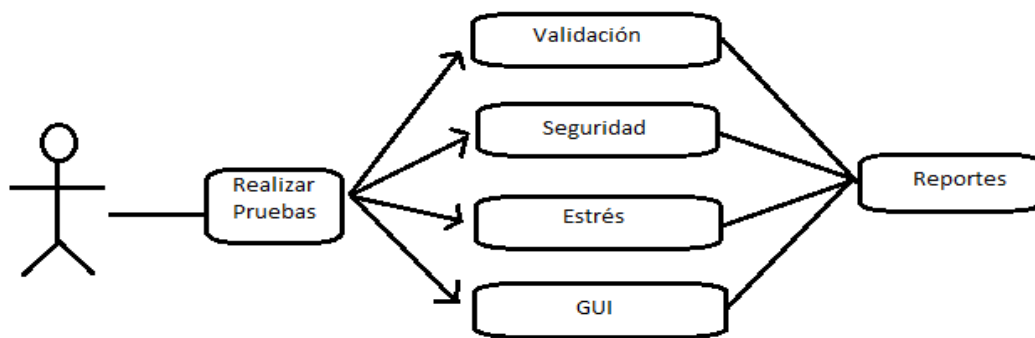 Realizar
Pruebas
Validación
Seguridad
Estrés
GUI
Reportes